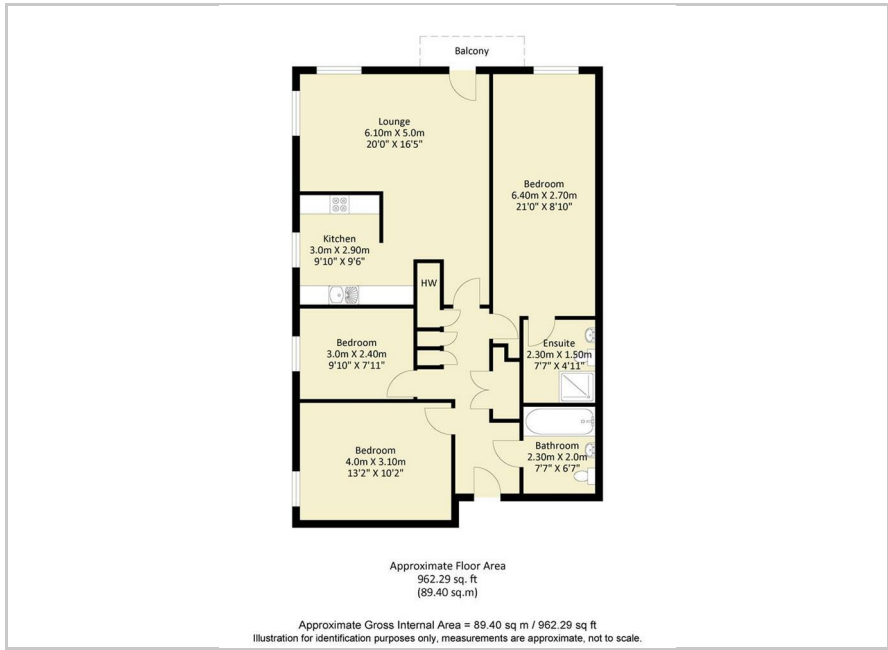 Balcony
Lounge
6.10m X 5.0m
20'0" X 16'5"
Bedroom
6.40m X 2.70m
21'0" X 8'10"
Kitchen
3.0m X 2.90m
9'10" X 9'6"
HW
Bedroom
3.0m X 2.40m
9'10" X 7'11"
Ensuite
2.30m X 1.50m
7'7" X 4'11"
Bedroom
4.0m X 3.10m
13'2" X 10'2"
Bathroom
2.30m X 2.0m
7'7" X 6'7"
Approximate Floor Area
962.29 sq. ft
(89.40 sq.m)
Approximate Gross Internal Area = 89.40 sq m / 962.29 sq ft
Illustration for identification purposes only, measurements are approximate, not to scale.